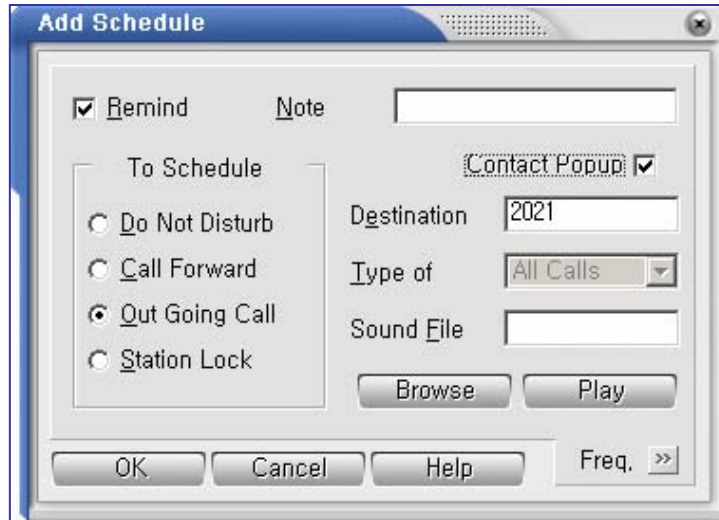 Add Schedule
Remind Note
To Schedule
Contact Popup
Do Not Disturb
Destination 2021
Call Forward
Type of All Calls
Out Going Call
Sound File
Station Lock
Browse Play
OK Cancel Help Freq. >>